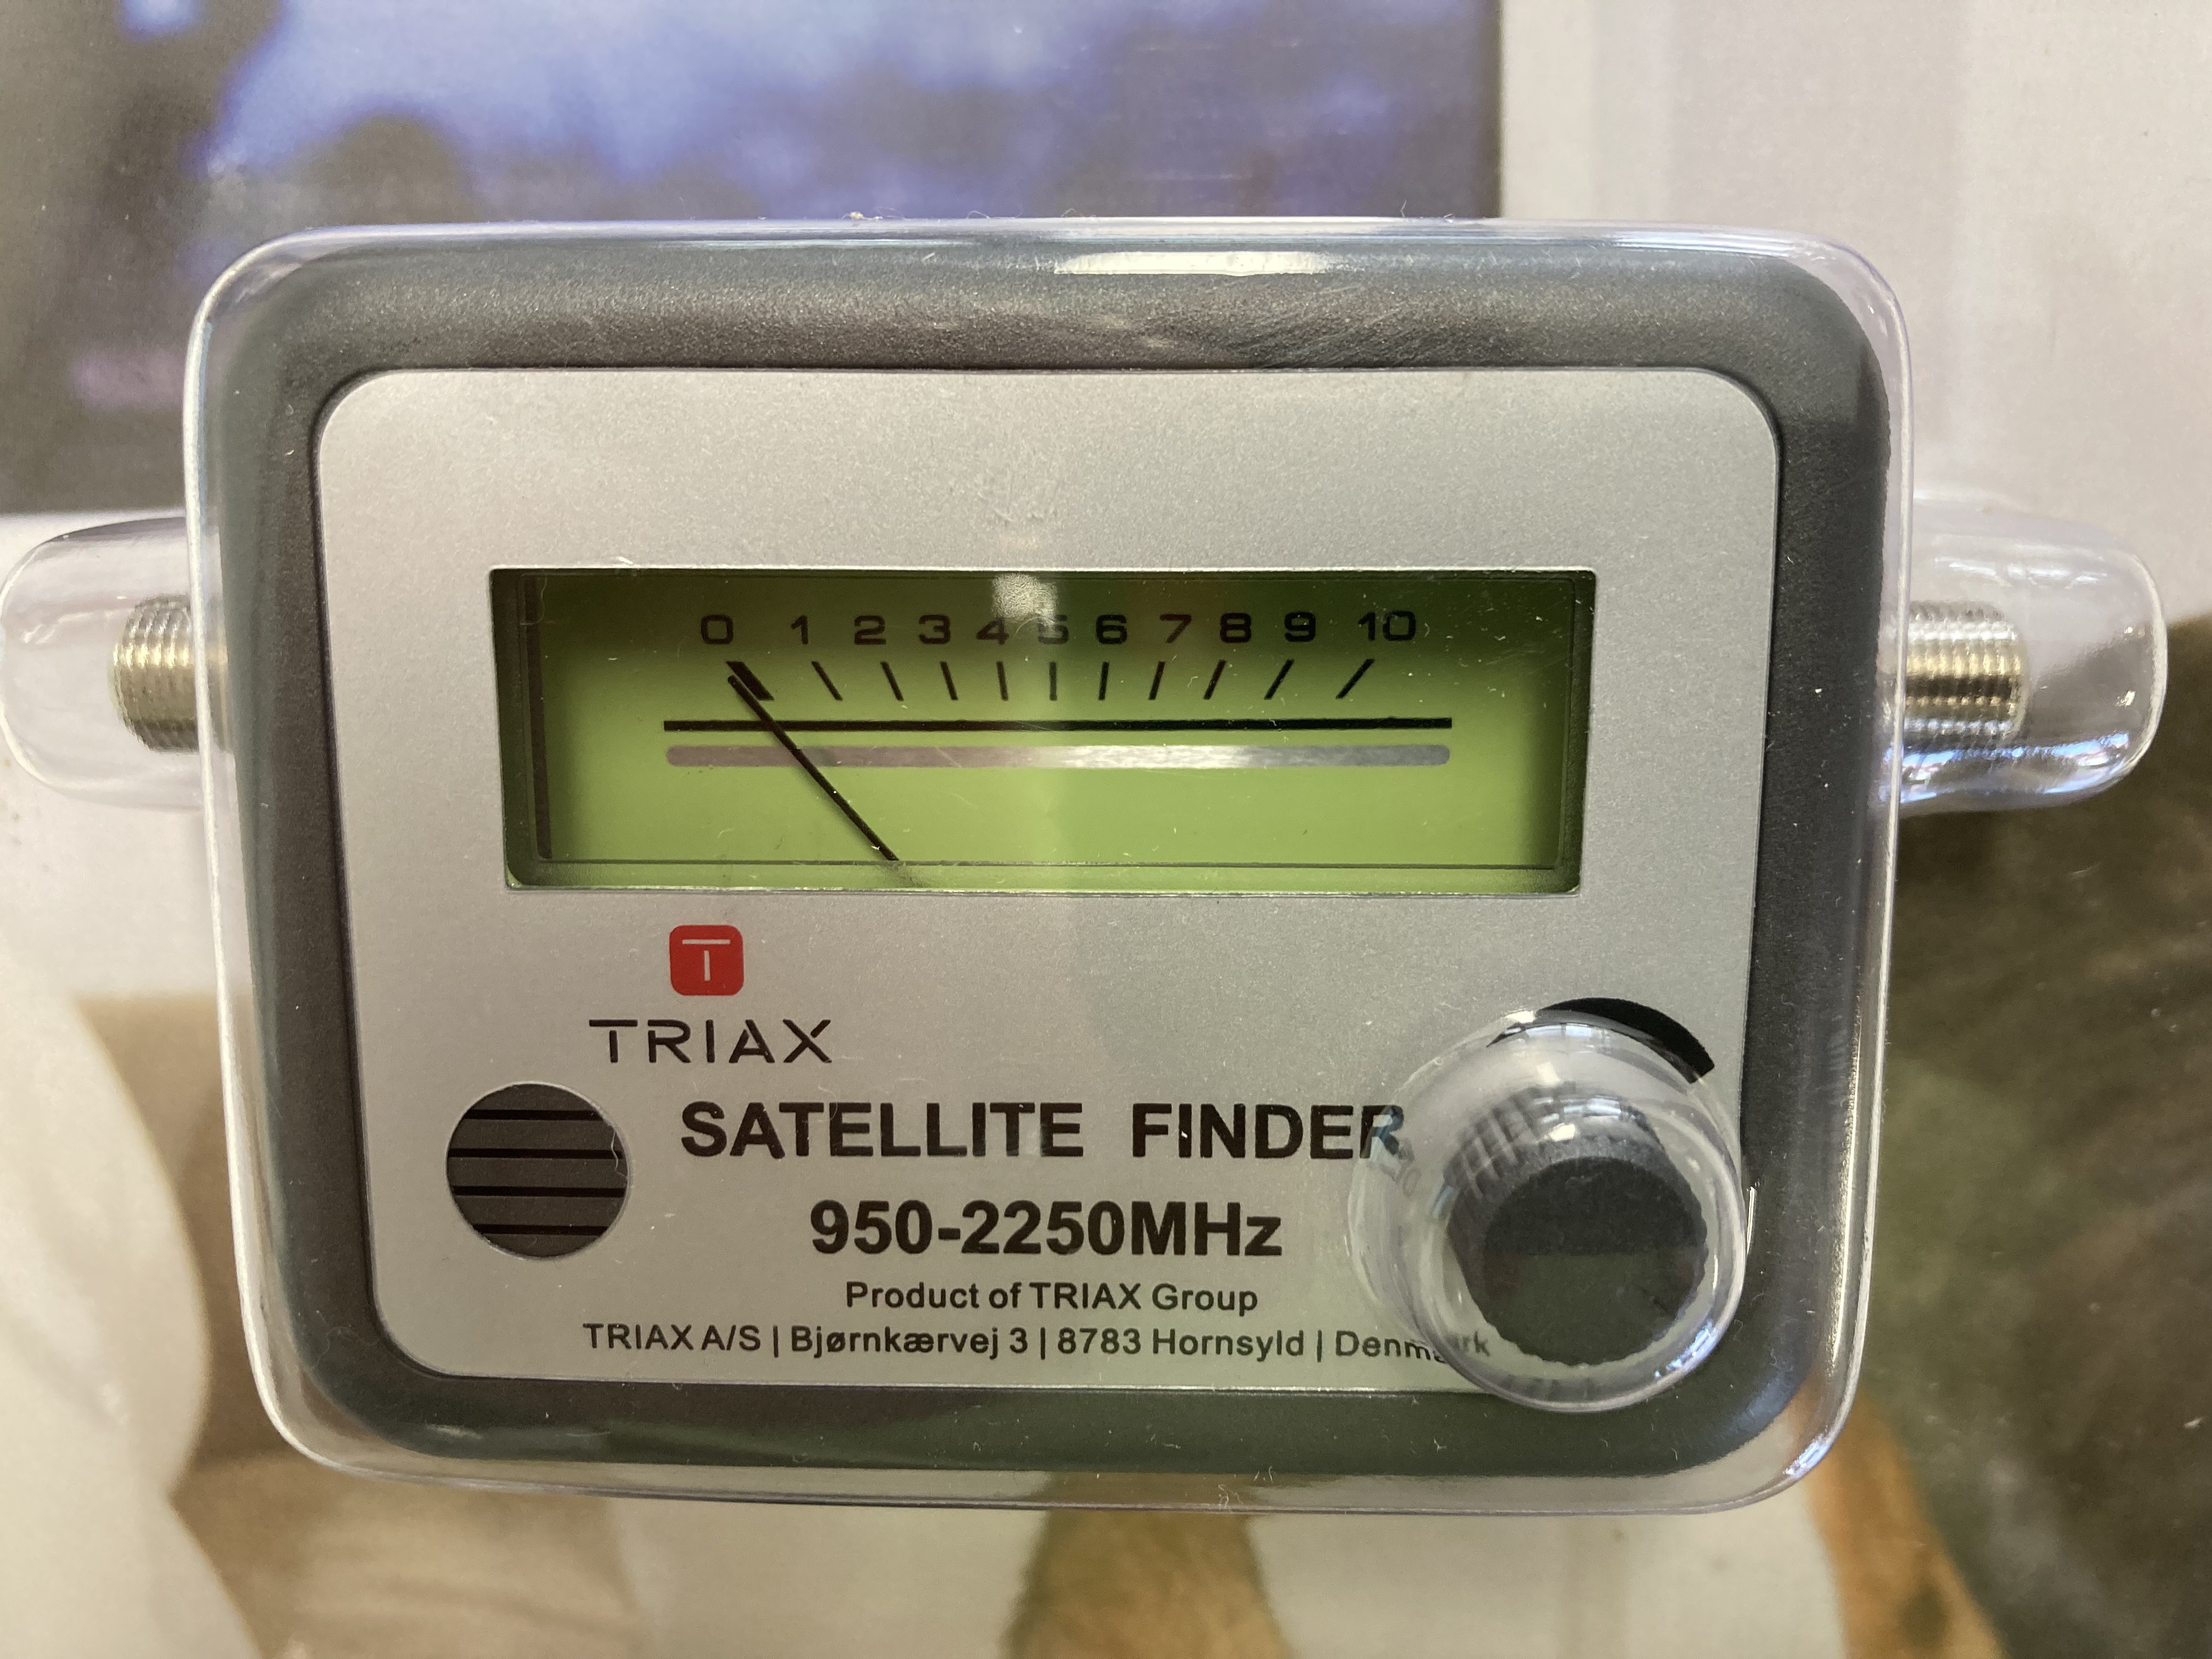 0 1 2 3 4 5 6 7 8 9 10
T
TRIAX
SATELLITE FINDER
950-2250MHz
Product of TRIAX Group
TRIAX A/S | Bjørnkærvej 3 | 8783 Hornsyld | Denmark